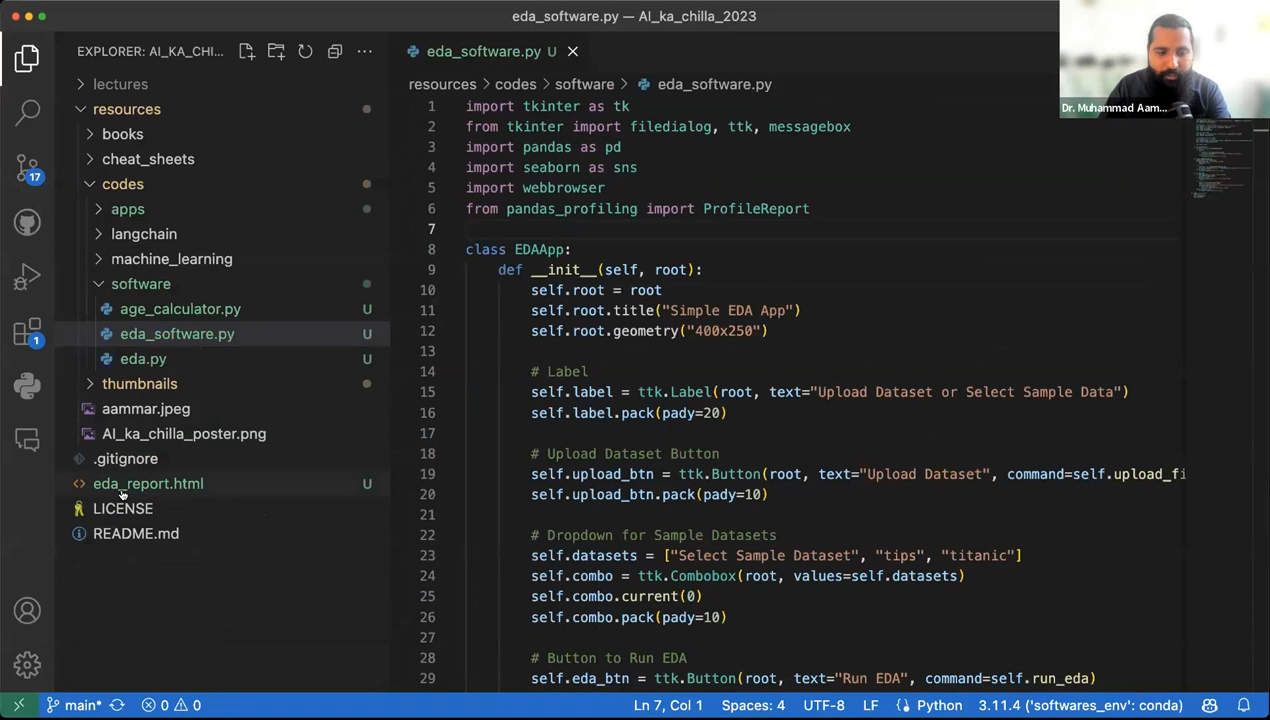 eda_software.py — AI_ka_chilla_2023
Dr. Muhammad Aam...
EXPLORER: AI_KA_CHI...
lectures
resources
books
cheat_sheets
codes
apps
langchain
machine_learning
software
age_calculator.py U
eda_software.py U
eda.py U
thumbnails
aammar.jpeg
AI_ka_chilla_poster.png
.gitignore
eda_report.html U
LICENSE
README.md
17
1
eda_software.py U
resources > codes > software > eda_software.py
1 import tkinter as tk
2 from tkinter import filedialog, ttk, messagebox
3 import pandas as pd
4 import seaborn as sns
5 import webbrowser
6 from pandas_profiling import ProfileReport
7
8 class EDAApp:
9 def __init__(self, root):
10 self.root = root
11 self.root.title("Simple EDA App")
12 self.root.geometry("400x250")
13
14 # Label
15 self.label = ttk.Label(root, text="Upload Dataset or Select Sample Data")
16 self.label.pack(pady=20)
17
18 # Upload Dataset Button
19 self.upload_btn = ttk.Button(root, text="Upload Dataset", command=self.upload_fi
20 self.upload_btn.pack(pady=10)
21
22 # Dropdown for Sample Datasets
23 self.datasets = ["Select Sample Dataset", "tips", "titanic"]
24 self.combo = ttk.Combobox(root, values=self.datasets)
25 self.combo.current(0)
26 self.combo.pack(pady=10)
27
28 # Button to Run EDA
29 self.eda_btn = ttk.Button(root, text="Run EDA", command=self.run_eda)
main* 0 0 Ln 7, Col 1 Spaces: 4 UTF-8 LF Python 3.11.4 ('softwares_env': conda)